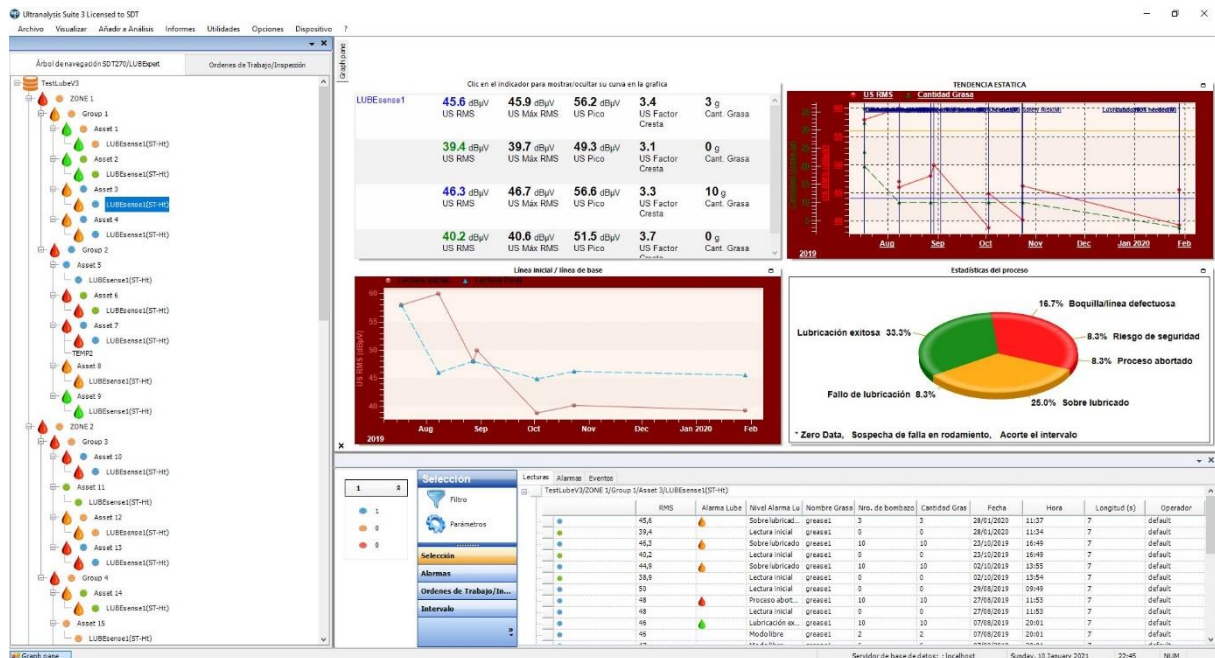 Ultranalysis Suite 3 Licensed to SDT
Archivo Visualizar Añadir a Análisis Informes Utilidades Opciones Dispositivo ?
Árbol de navegación SDT270/LUBExpert Ordenes de Trabajo/Inspección
TestLubeV3
ZONE 1
Group 1
Asset 1
LUBEsense1(ST-Ht)
Asset 2
LUBEsense1(ST-Ht)
Asset 3
LUBEsense1(ST-Ht)
Asset 4
LUBEsense1(ST-Ht)
Group 2
Asset 5
LUBEsense1(ST-Ht)
Asset 6
LUBEsense1(ST-Ht)
Asset 7
LUBEsense1(ST-Ht)
TEMP2
Asset 8
LUBEsense1(ST-Ht)
Asset 9
LUBEsense1(ST-Ht)
ZONE 2
Group 3
Asset 10
LUBEsense1(ST-Ht)
Asset 11
LUBEsense1(ST-Ht)
Asset 12
LUBEsense1(ST-Ht)
Asset 13
LUBEsense1(ST-Ht)
Group 4
Asset 14
LUBEsense1(ST-Ht)
Asset 15
LUBEsense1(ST-Ht)
Graph pane
Clic en el indicador para mostrar/ocultar su curva en la grafica
LUBEsense1 45.6 dBµV 45.9 dBµV 56.2 dBµV 3.4 3 g
US RMS US Máx RMS US Pico US Factor Cant. Grasa
Cresta
39.4 dBµV 39.7 dBµV 49.3 dBµV 3.1 0 g
US RMS US Máx RMS US Pico US Factor Cant. Grasa
Cresta
46.3 dBµV 46.7 dBµV 56.6 dBµV 3.3 10 g
US RMS US Máx RMS US Pico US Factor Cant. Grasa
Cresta
40.2 dBµV 40.6 dBµV 51.5 dBµV 3.7 0 g
US RMS US Máx RMS US Pico US Factor Cant. Grasa
TENDENCIA ESTATICA
US RMS Cantidad Grasa
Aug Sep Oct Nov Dec Jan 2020 Feb
2019
Línea inicial / línea de base
US RMS (dBµV)
60
55
50
45
40
Aug Sep Oct Nov Dec Jan 2020 Feb
2019
Estadísticas del proceso
16.7% Boquilla/línea defectuosa
Lubricación exitosa 33.3%
8.3% Riesgo de seguridad
8.3% Proceso abortado
Fallo de lubricación 8.3%
25.0% Sobre lubricado
* Zero Data, Sospecha de falla en rodamiento, Acorte el intervalo
1
1
0
0
Selección
Filtro
Parámetros
Selección
Alarmas
Ordenes de Trabajo/In...
Intervalo
Lecturas Alarmas Eventos
TestLubeV3/ZONE 1/Group 1/Asset 3/LUBEsense1(ST-Ht)
RMS Alarma Lube Nivel Alarma Lu Nombre Grasa Nro. de bombazo Cantidad Gras Fecha Hora Longitud (s) Operador
45,6 Sobre lubricad... grease1 3 3 28/01/2020 11:37 7 default
39,4 Lectura inicial grease1 0 0 28/01/2020 11:34 7 default
46,3 Sobre lubricado grease1 10 10 23/10/2019 16:49 7 default
40,2 Lectura inicial grease1 0 0 23/10/2019 16:49 7 default
44,9 Sobre lubricado grease1 10 10 02/10/2019 13:55 7 default
38,9 Lectura inicial grease1 0 0 02/10/2019 13:54 7 default
50 Lectura inicial grease1 0 0 29/08/2019 09:49 7 default
48 Proceso abort... grease1 10 10 27/08/2019 11:53 7 default
48 Lectura inicial grease1 0 0 27/08/2019 11:53 7 default
46 Lubricación ex... grease1 10 10 07/08/2019 20:01 7 default
46 Modo libre grease1 2 2 07/08/2019 20:01 7 default
Graph pane Servidor de base de datos: : localhost Sunday, 10 January 2021 22:45 NUM